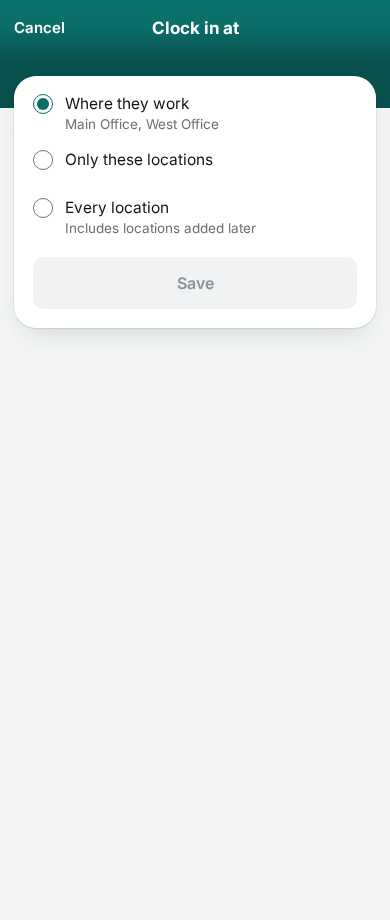 Cancel
Clock in at
Where they work
Main Office, West Office
Only these locations
Every location
Includes locations added later
Save